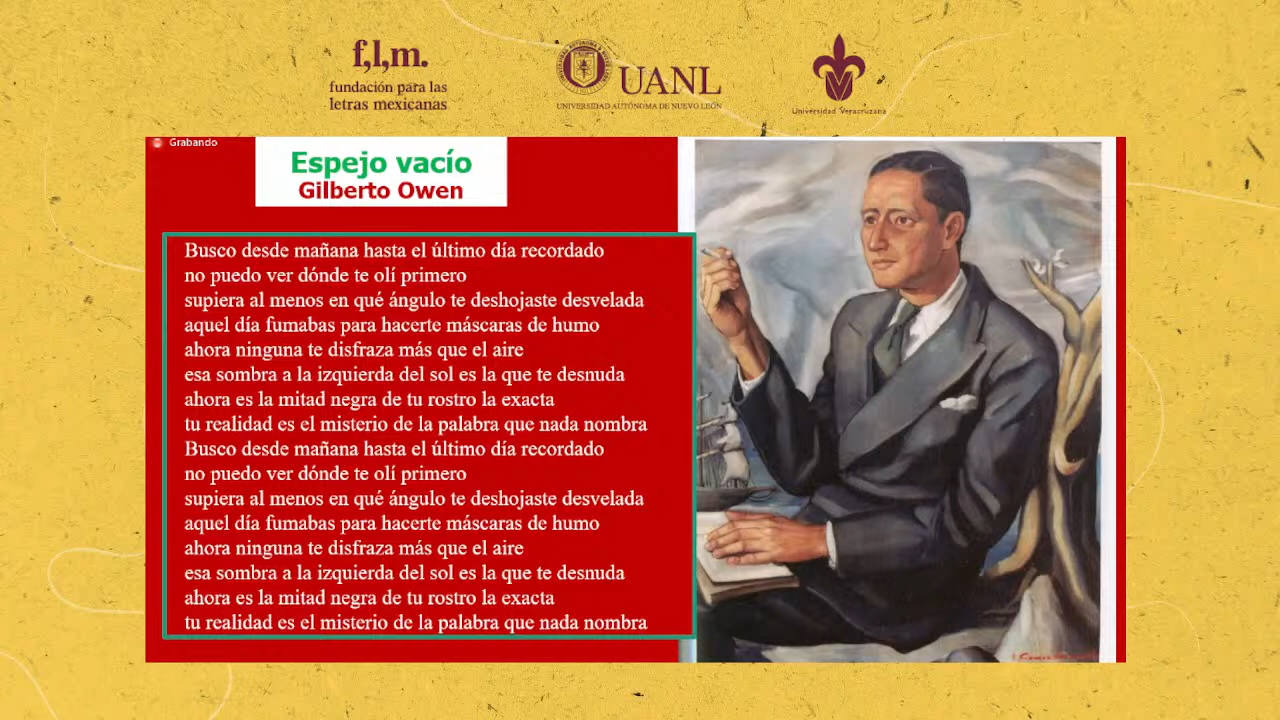 f,l,m.
fundación para las
letras mexicanas
UANL
UNIVERSIDAD AUTÓNOMA DE NUEVO LEÓN
Universidad Veracruzana
Grabando
Espejo vacío
Gilberto Owen
Busco desde mañana hasta el último día recordado
no puedo ver dónde te olí primero
supiera al menos en qué ángulo te deshojaste desvelada
aquel día fumabas para hacerte máscaras de humo
ahora ninguna te disfraza más que el aire
esa sombra a la izquierda del sol es la que te desnuda
ahora es la mitad negra de tu rostro la exacta
tu realidad es el misterio de la palabra que nada nombra
Busco desde mañana hasta el último día recordado
no puedo ver dónde te olí primero
supiera al menos en qué ángulo te deshojaste desvelada
aquel día fumabas para hacerte máscaras de humo
ahora ninguna te disfraza más que el aire
esa sombra a la izquierda del sol es la que te desnuda
ahora es la mitad negra de tu rostro la exacta
tu realidad es el misterio de la palabra que nada nombra